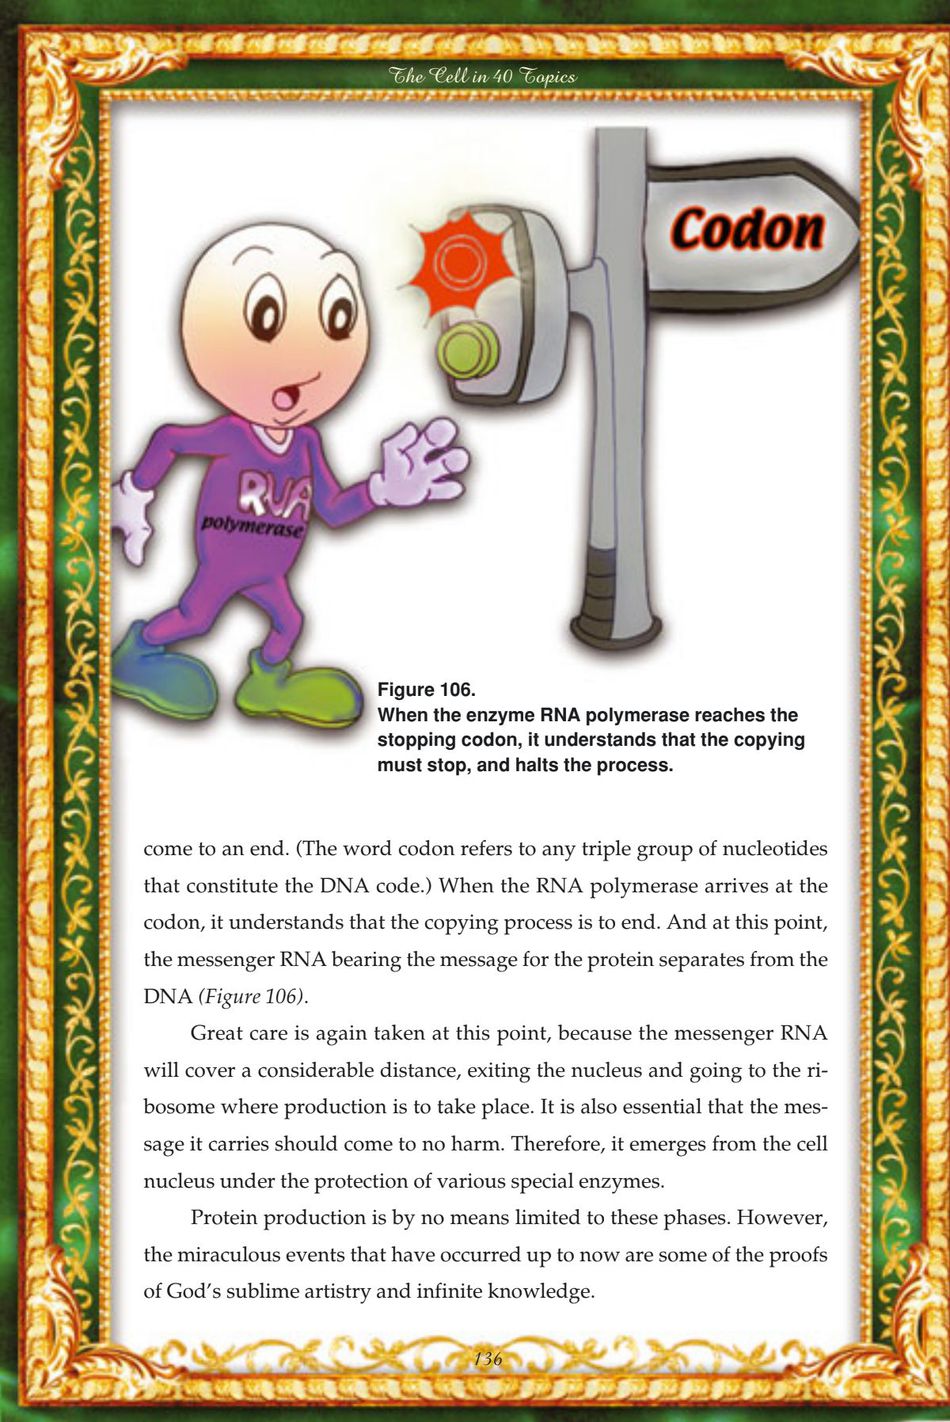 The Cell in 40 Topics
Codon
RNA
polymerase
Figure 106.
When the enzyme RNA polymerase reaches the
stopping codon, it understands that the copying
must stop, and halts the process.
come to an end. (The word codon refers to any triple group of nucleotides
that constitute the DNA code.) When the RNA polymerase arrives at the
codon, it understands that the copying process is to end. And at this point,
the messenger RNA bearing the message for the protein separates from the
DNA (Figure 106).
Great care is again taken at this point, because the messenger RNA
will cover a considerable distance, exiting the nucleus and going to the ri-
bosome where production is to take place. It is also essential that the mes-
sage it carries should come to no harm. Therefore, it emerges from the cell
nucleus under the protection of various special enzymes.
Protein production is by no means limited to these phases. However,
the miraculous events that have occurred up to now are some of the proofs
of God's sublime artistry and infinite knowledge.
136